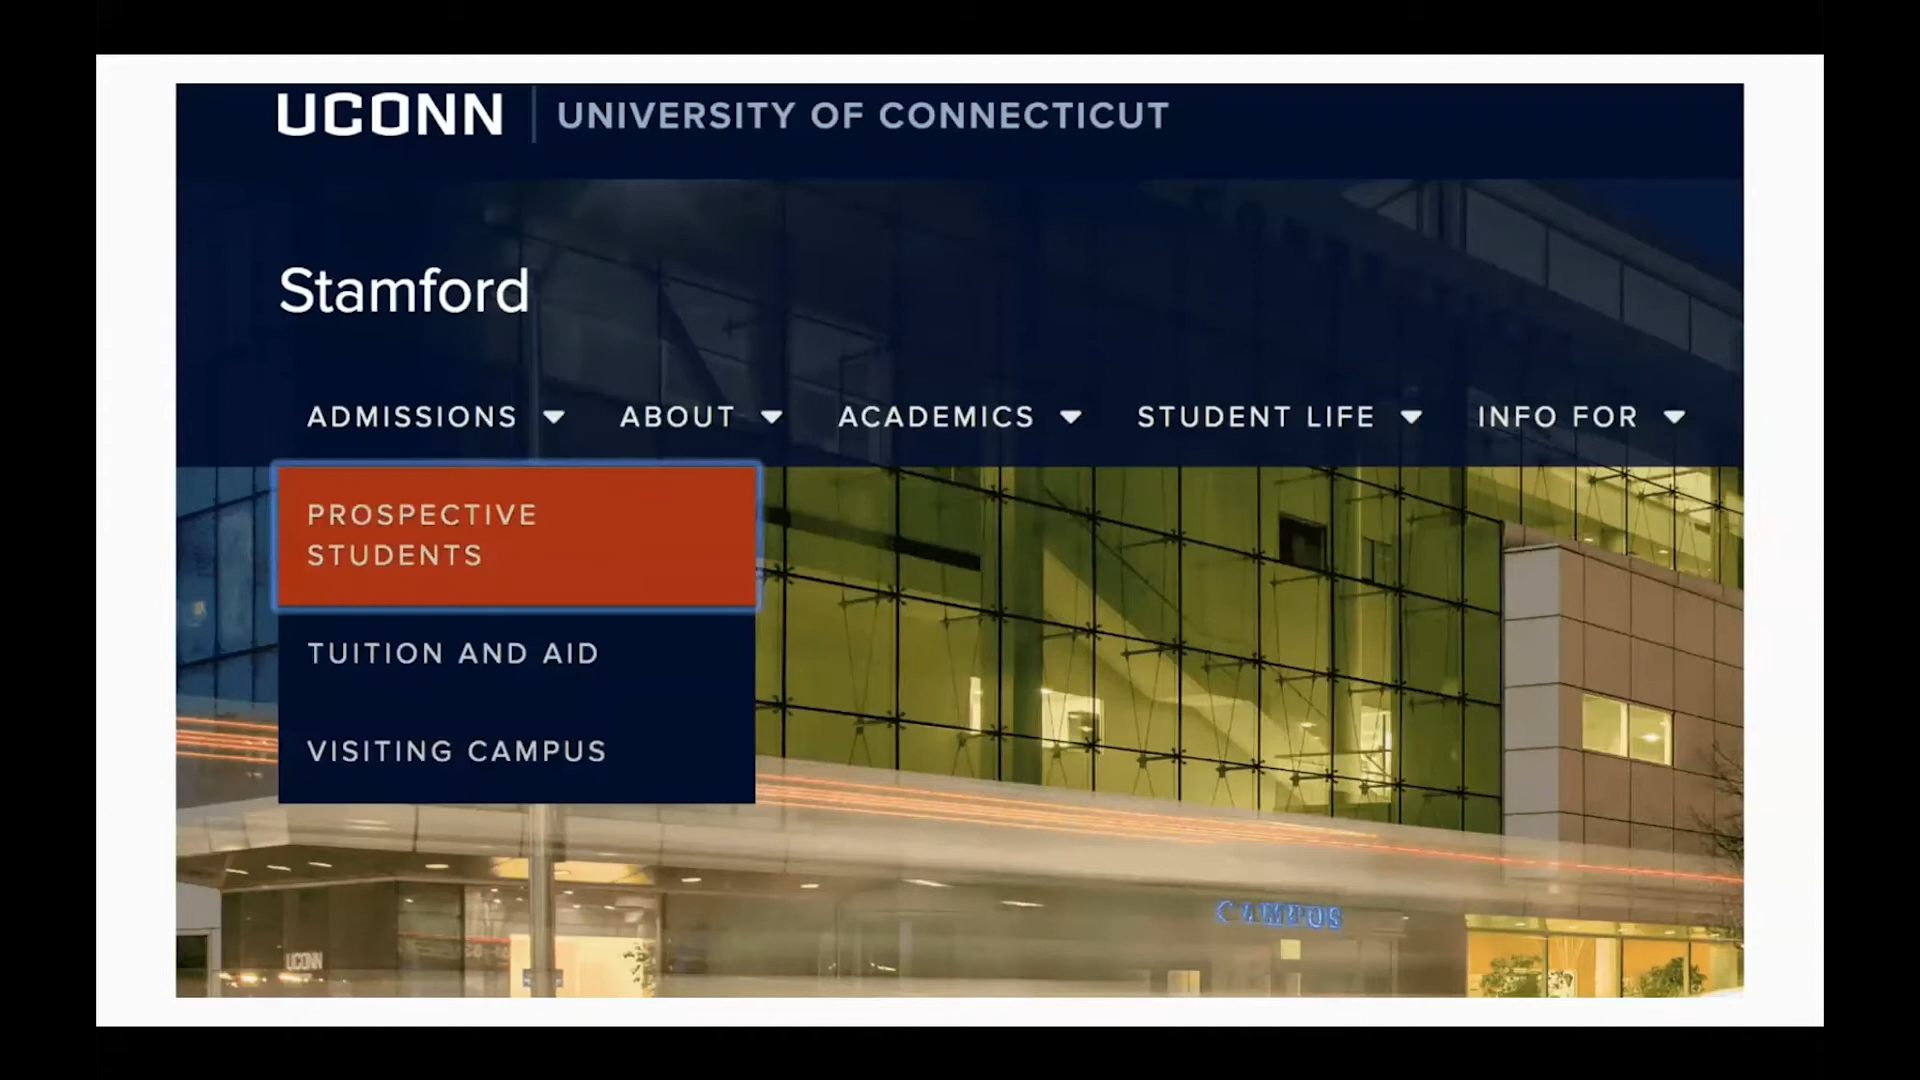 UCONN UNIVERSITY OF CONNECTICUT
Stamford
ADMISSIONS ABOUT ACADEMICS STUDENT LIFE INFO FOR
PROSPECTIVE
STUDENTS
TUITION AND AID
VISITING CAMPUS
CAMPUS
UCONN